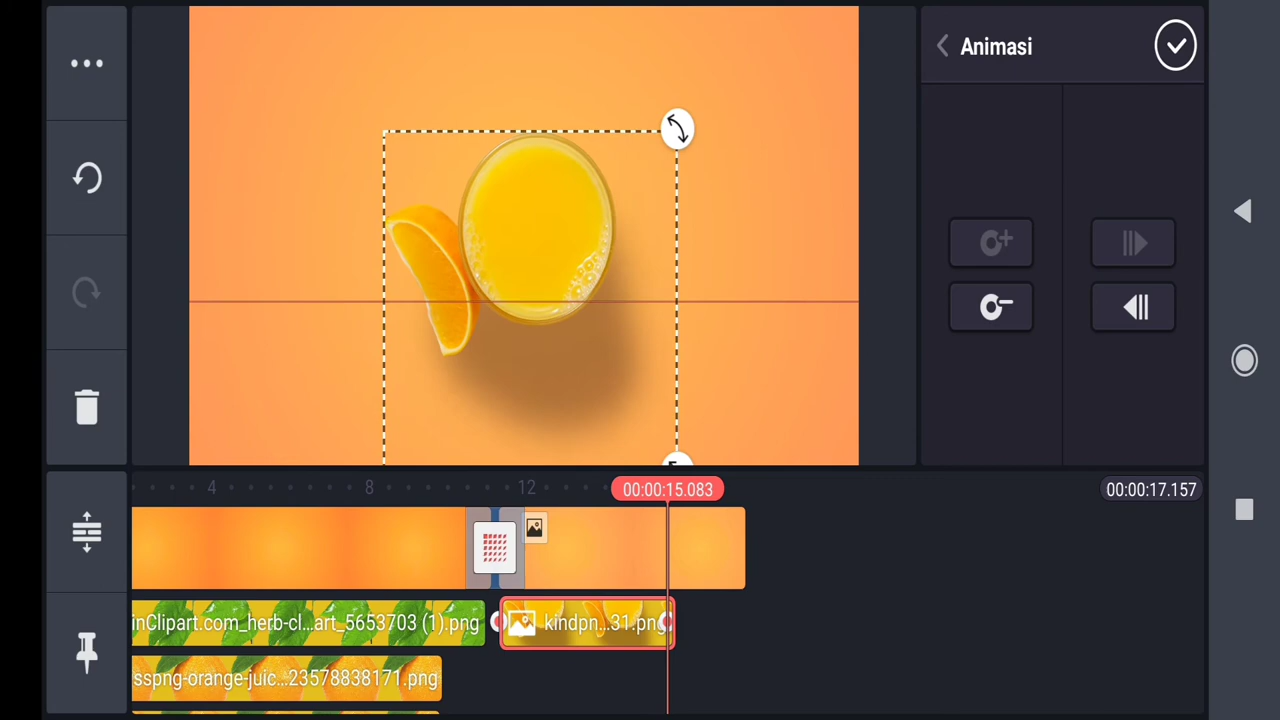 Animasi
4
8
12
00:00:15.083
00:00:17.157
inClipart.com_herb-cl...art_5653703 (1).png
kindpn...31.png
sspng-orange-juic...23578838171.png